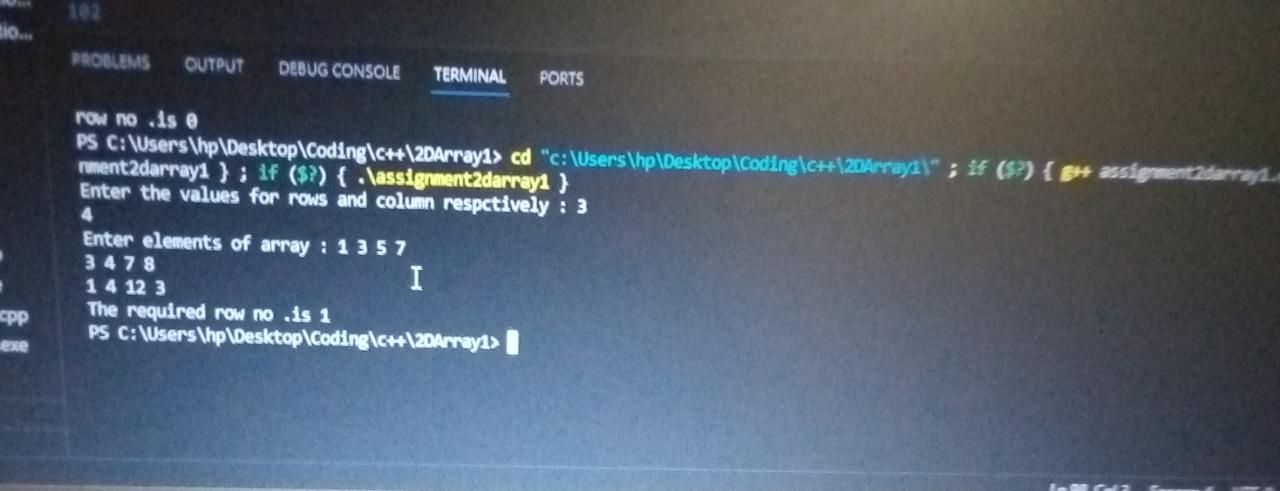 102
PROBLEMS OUTPUT DEBUG CONSOLE TERMINAL PORTS
row no .is 0
PS C:\Users\hp\Desktop\Coding\c++\2DArray1> cd "c:\Users\hp\Desktop\Coding\c++\2DArray1\" ; if ($?) { g++ assignment2darray1.
nment2darray1 } ; if ($?) { .\assignment2darray1 }
Enter the values for rows and column respctively : 3
4
Enter elements of array : 1 3 5 7
3 4 7 8
1 4 12 3
The required row no .is 1
PS C:\Users\hp\Desktop\Coding\c++\2DArray1>
cpp
.exe